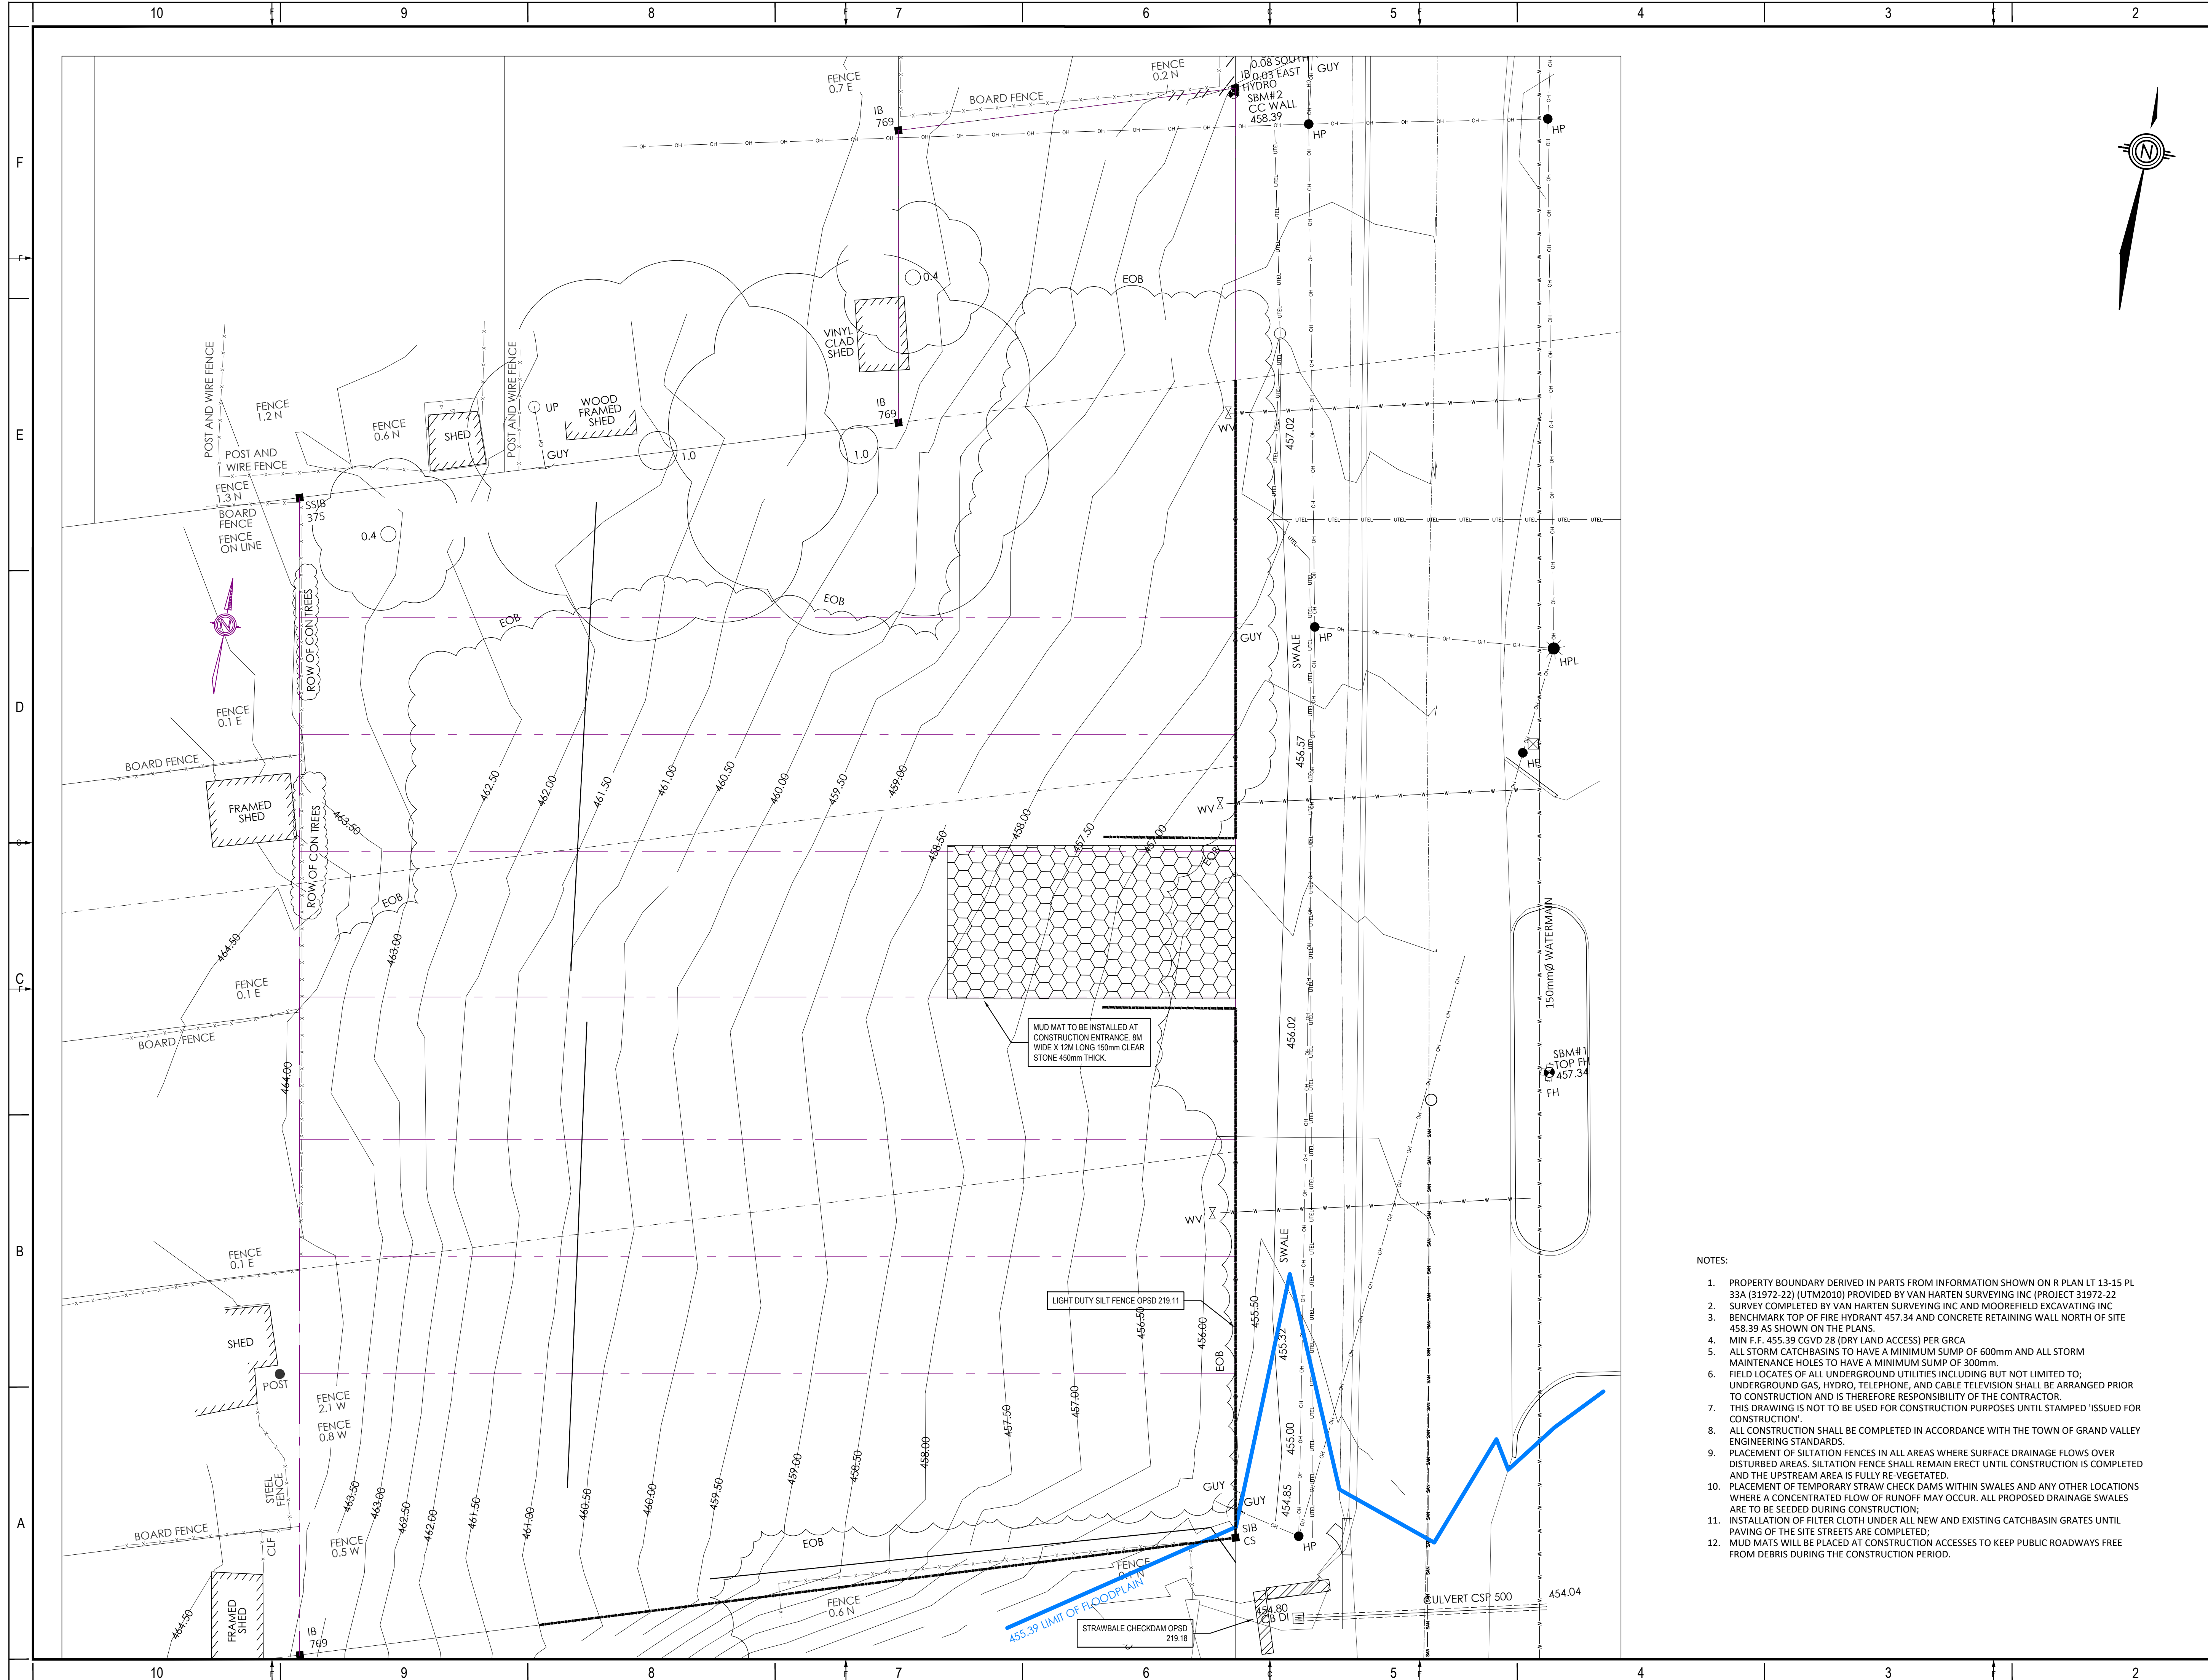 10 9 8 7 6 5 4 3 2
FENCE
0.7 E
FENCE
0.2 N
0.08 SOUTH
IB 0.03 EAST
GUY
HYDRO
SBM#2
CC WALL
458.39
IB
769
BOARD FENCE
HP
HP
N
F
0.4
EOB
VINYL
CLAD
SHED
POST AND WIRE FENCE
FENCE
1.2 N
FENCE
0.6 N
SHED
POST AND WIRE FENCE
UP
WOOD
FRAMED
SHED
GUY
IB
769
1.0
1.0
WV
457.02
E
POST AND
WIRE FENCE
FENCE
1.3 N
BOARD
FENCE
FENCE
ON LINE
SSIB
375
0.4
UTEL
N
ROW OF CON TREES
EOB
EOB
GUY
SWALE
HP
HPL
D
FENCE
0.1 E
BOARD FENCE
FRAMED
SHED
ROW OF CON TREES
463.50
462.50
462.00
461.50
461.00
460.50
460.00
459.50
459.00
458.50
458.00
457.50
457.00
EOB
456.57
WV
HP
EOB
464.50
463.00
C
FENCE
0.1 E
BOARD FENCE
464.00
MUD MAT TO BE INSTALLED AT
CONSTRUCTION ENTRANCE. 8M
WIDE X 12M LONG 150mm CLEAR
STONE 450mm THICK.
456.02
150mmØ WATERMAIN
SBM#1
TOP FH
457.34
FH
B
FENCE
0.1 E
WV
SWALE
LIGHT DUTY SILT FENCE OPSD 219.11
456.50
456.00
EOB
455.50
455.32
SHED
POST
FENCE
2.1 W
FENCE
0.8 W
STEEL
FENCE
BOARD FENCE
CLF
FENCE
0.5 W
463.50
463.00
462.50
462.00
461.50
461.00
460.50
460.00
459.50
459.00
458.50
458.00
457.50
457.00
455.00
454.85
GUY
GUY
A
EOB
SIB
CS
HP
FENCE
0.1 N
FENCE
0.6 N
455.39 LIMIT OF FLOODPLAIN
STRAWBALE CHECKDAM OPSD
219.18
454.80
CB DI
CULVERT CSP 500
454.04
464.50
FRAMED
SHED
IB
769
NOTES:
1. PROPERTY BOUNDARY DERIVED IN PARTS FROM INFORMATION SHOWN ON R PLAN LT 13-15 PL
33A (31972-22) (UTM2010) PROVIDED BY VAN HARTEN SURVEYING INC (PROJECT 31972-22
2. SURVEY COMPLETED BY VAN HARTEN SURVEYING INC AND MOOREFIELD EXCAVATING INC
3. BENCHMARK TOP OF FIRE HYDRANT 457.34 AND CONCRETE RETAINING WALL NORTH OF SITE
458.39 AS SHOWN ON THE PLANS.
4. MIN F.F. 455.39 CGVD 28 (DRY LAND ACCESS) PER GRCA
5. ALL STORM CATCHBASINS TO HAVE A MINIMUM SUMP OF 600mm AND ALL STORM
MAINTENANCE HOLES TO HAVE A MINIMUM SUMP OF 300mm.
6. FIELD LOCATES OF ALL UNDERGROUND UTILITIES INCLUDING BUT NOT LIMITED TO;
UNDERGROUND GAS, HYDRO, TELEPHONE, AND CABLE TELEVISION SHALL BE ARRANGED PRIOR
TO CONSTRUCTION AND IS THEREFORE RESPONSIBILITY OF THE CONTRACTOR.
7. THIS DRAWING IS NOT TO BE USED FOR CONSTRUCTION PURPOSES UNTIL STAMPED 'ISSUED FOR
CONSTRUCTION'.
8. ALL CONSTRUCTION SHALL BE COMPLETED IN ACCORDANCE WITH THE TOWN OF GRAND VALLEY
ENGINEERING STANDARDS.
9. PLACEMENT OF SILTATION FENCES IN ALL AREAS WHERE SURFACE DRAINAGE FLOWS OVER
DISTURBED AREAS. SILTATION FENCE SHALL REMAIN ERECT UNTIL CONSTRUCTION IS COMPLETED
AND THE UPSTREAM AREA IS FULLY RE-VEGETATED.
10. PLACEMENT OF TEMPORARY STRAW CHECK DAMS WITHIN SWALES AND ANY OTHER LOCATIONS
WHERE A CONCENTRATED FLOW OF RUNOFF MAY OCCUR. ALL PROPOSED DRAINAGE SWALES
ARE TO BE SEEDED DURING CONSTRUCTION;
11. INSTALLATION OF FILTER CLOTH UNDER ALL NEW AND EXISTING CATCHBASIN GRATES UNTIL
PAVING OF THE SITE STREETS ARE COMPLETED;
12. MUD MATS WILL BE PLACED AT CONSTRUCTION ACCESSES TO KEEP PUBLIC ROADWAYS FREE
FROM DEBRIS DURING THE CONSTRUCTION PERIOD.
10 9 8 7 6 5 4 3 2